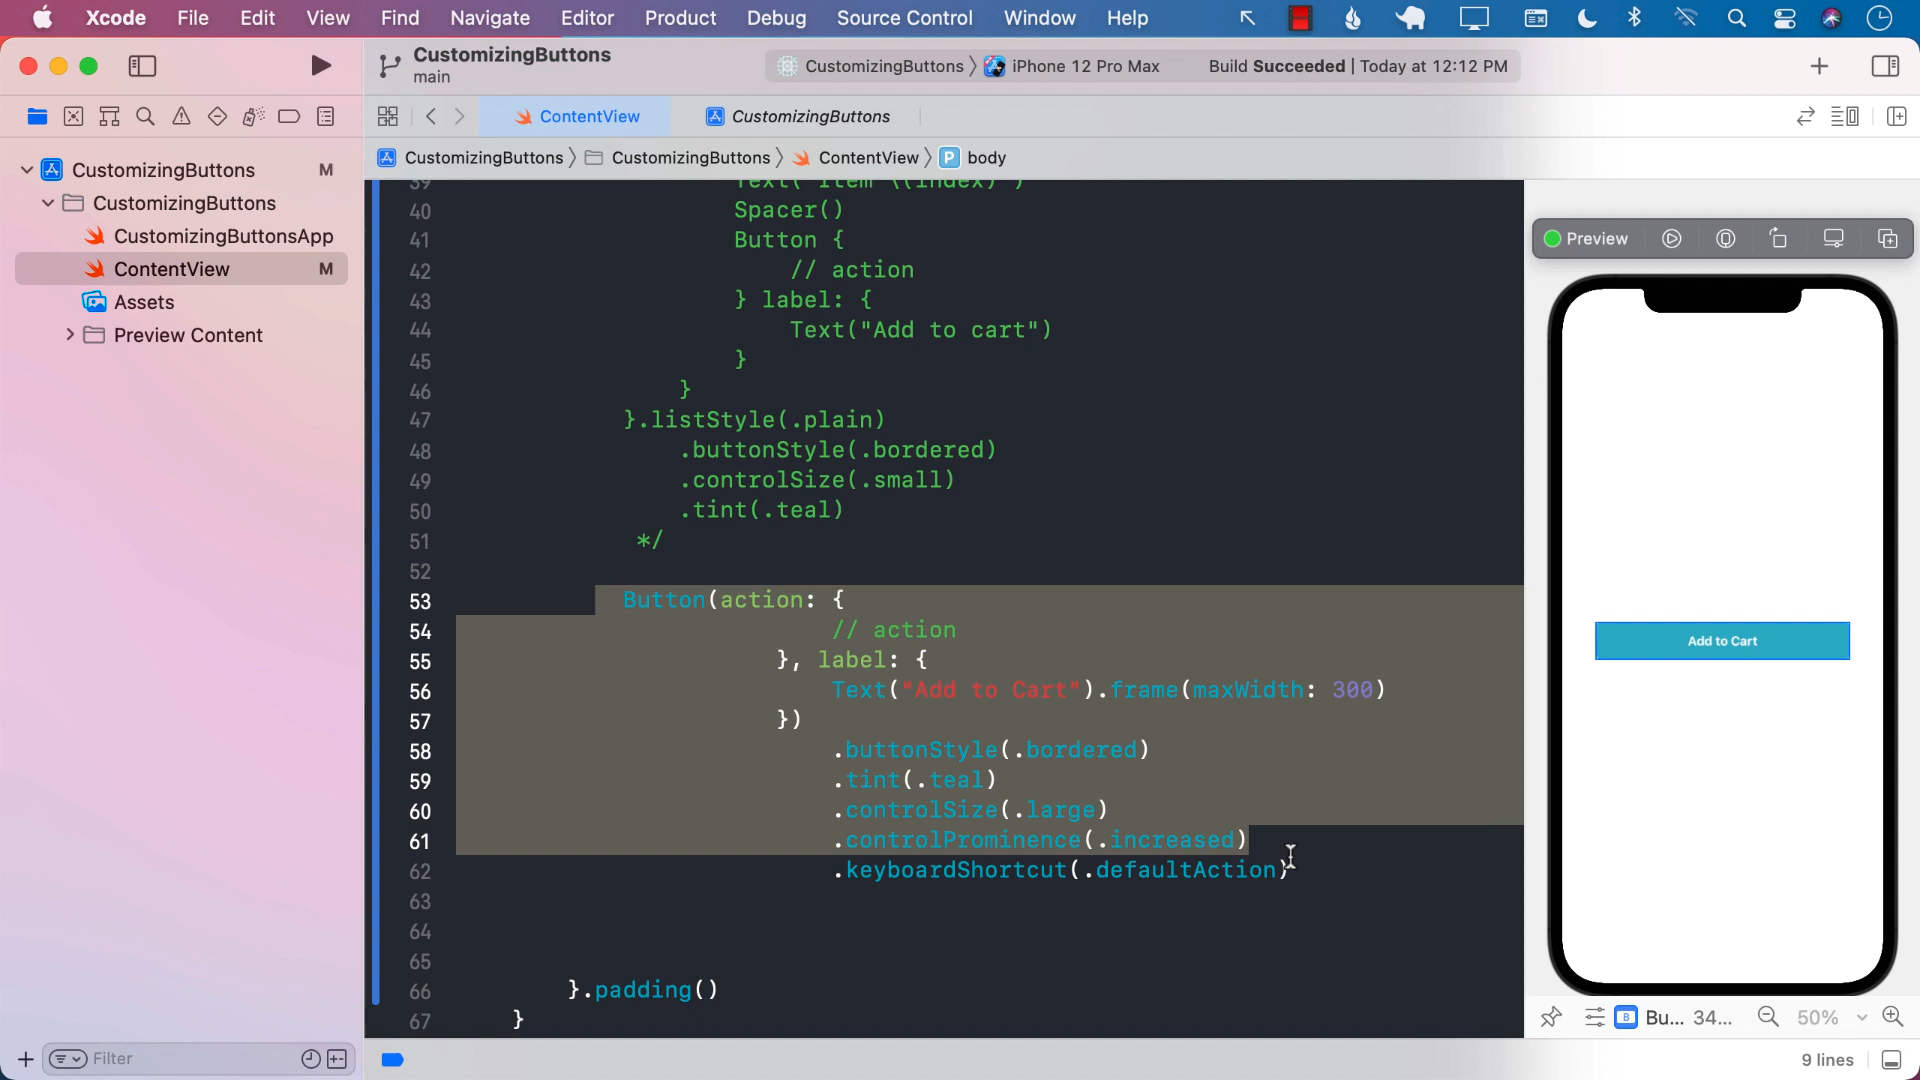 Xcode File Edit View Find Navigate Editor Product Debug Source Control Window Help
CustomizingButtons
main
CustomizingButtons 〉 iPhone 12 Pro Max Build Succeeded | Today at 12:12 PM
ContentView CustomizingButtons
CustomizingButtons 〉 CustomizingButtons 〉 ContentView 〉 P body
CustomizingButtons M
CustomizingButtons
CustomizingButtonsApp
ContentView M
Assets
Preview Content
39 Text("Item \(index)")
40 Spacer()
41 Button {
42 // action
43 } label: {
44 Text("Add to cart")
45 }
46 }
47 }.listStyle(.plain)
48 .buttonStyle(.bordered)
49 .controlSize(.small)
50 .tint(.teal)
51 */
52
53 Button(action: {
54 // action
55 }, label: {
56 Text("Add to Cart").frame(maxWidth: 300)
57 })
58 .buttonStyle(.bordered)
59 .tint(.teal)
60 .controlSize(.large)
61 .controlProminence(.increased)
62 .keyboardShortcut(.defaultAction)
63
64
65
66 }.padding()
67 }
Preview
Add to Cart
B Bu... 34... 50%
Filter
9 lines